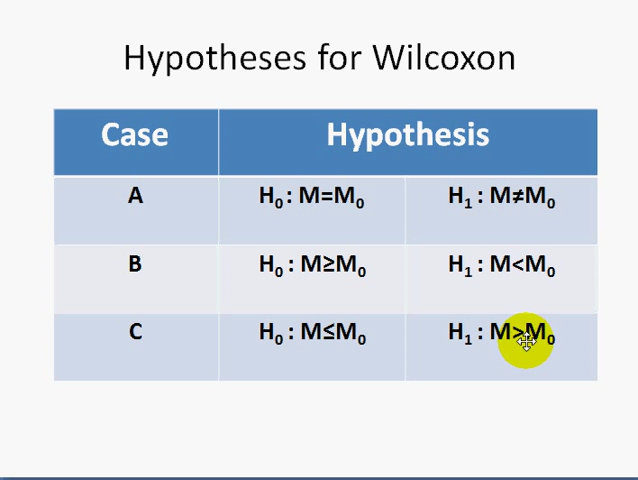 Hypotheses for Wilcoxon
Case Hypothesis
A H₀ : M=M₀ H₁ : M≠M₀
B H₀ : M≥M₀ H₁ : M<M₀
C H₀ : M≤M₀ H₁ : M>M₀